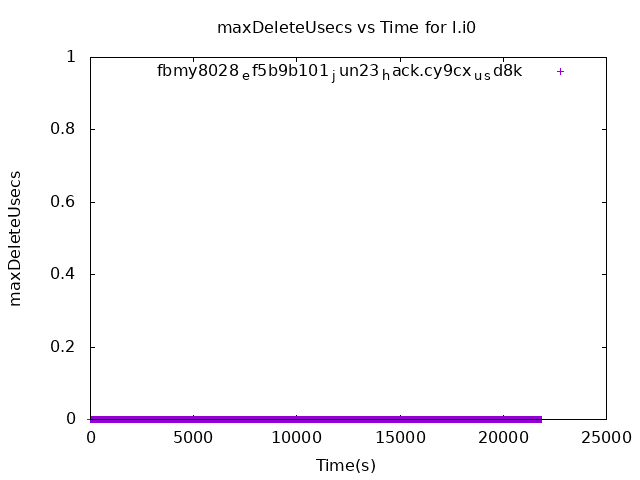 maxDeleteUsecs vs Time for l.i0
1
fbmy8028ₑf5b9b101ⱼun23ₕack.cy9cxᵤₛd8k
0.8
0.6
maxDeleteUsecs
0.4
0.2
0
0 5000 10000 15000 20000 25000
Time(s)